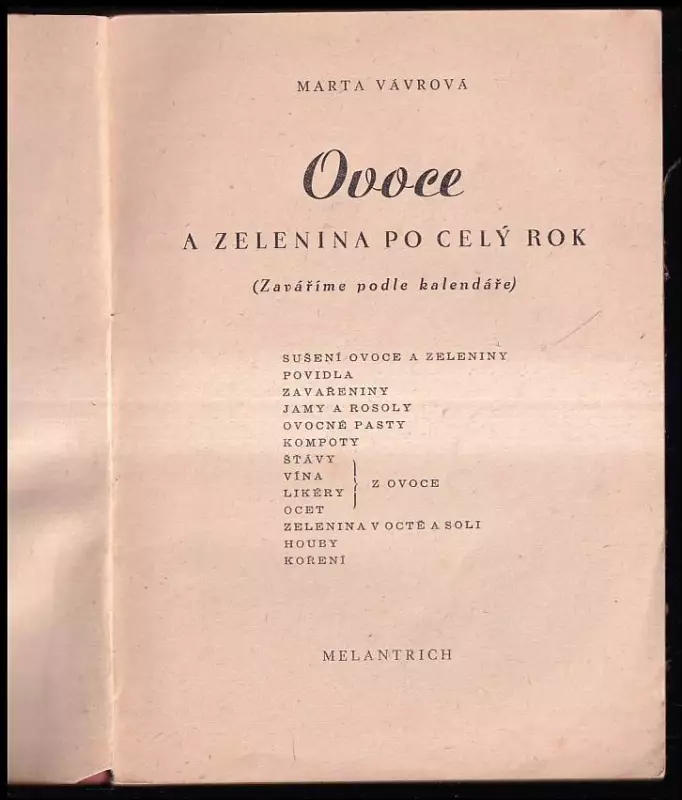 MARTA VÁVROVÁ
Ovoce
A ZELENINA PO CELÝ ROK
(Zaváříme podle kalendáře)
SUŠENÍ OVOCE A ZELENINY
POVIDLA
ZAVAŘENINY
JAMY A ROSOLY
OVOCNÉ PASTY
KOMPOTY
ŠŤÁVY
VÍNA
LIKÉRY
OCET
Z OVOCE
ZELENINA V OCTĚ A SOLI
HOUBY
KOŘENÍ
MELANTRICH